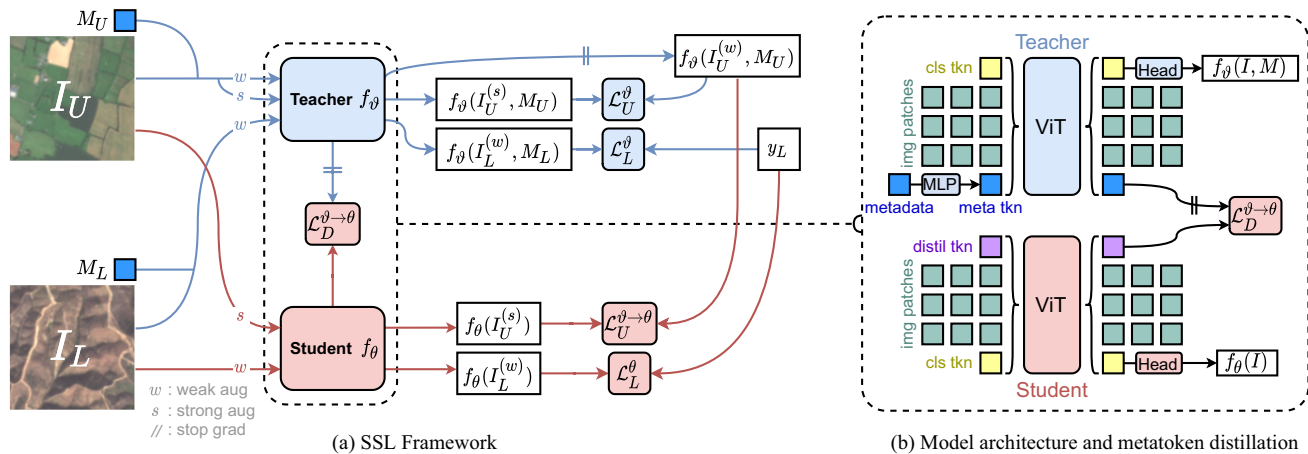 M_U
I_U
w
s
w
Teacher f_ϑ
f_ϑ(I_U^{(w)}, M_U)
f_ϑ(I_U^{(s)}, M_U)
ℒ_U^ϑ
f_ϑ(I_L^{(w)}, M_L)
ℒ_L^ϑ
y_L
ℒ_D^{ϑ→θ}
M_L
I_L
s
w
Student f_θ
f_θ(I_U^{(s)})
ℒ_U^{ϑ→θ}
f_θ(I_L^{(w)})
ℒ_L^θ
w : weak aug
s : strong aug
// : stop grad
(a) SSL Framework
Teacher
cls tkn
Head
f_ϑ(I, M)
img patches
ViT
MLP
metadata
meta tkn
ℒ_D^{ϑ→θ}
distil tkn
img patches
ViT
cls tkn
Head
f_θ(I)
Student
(b) Model architecture and metatoken distillation